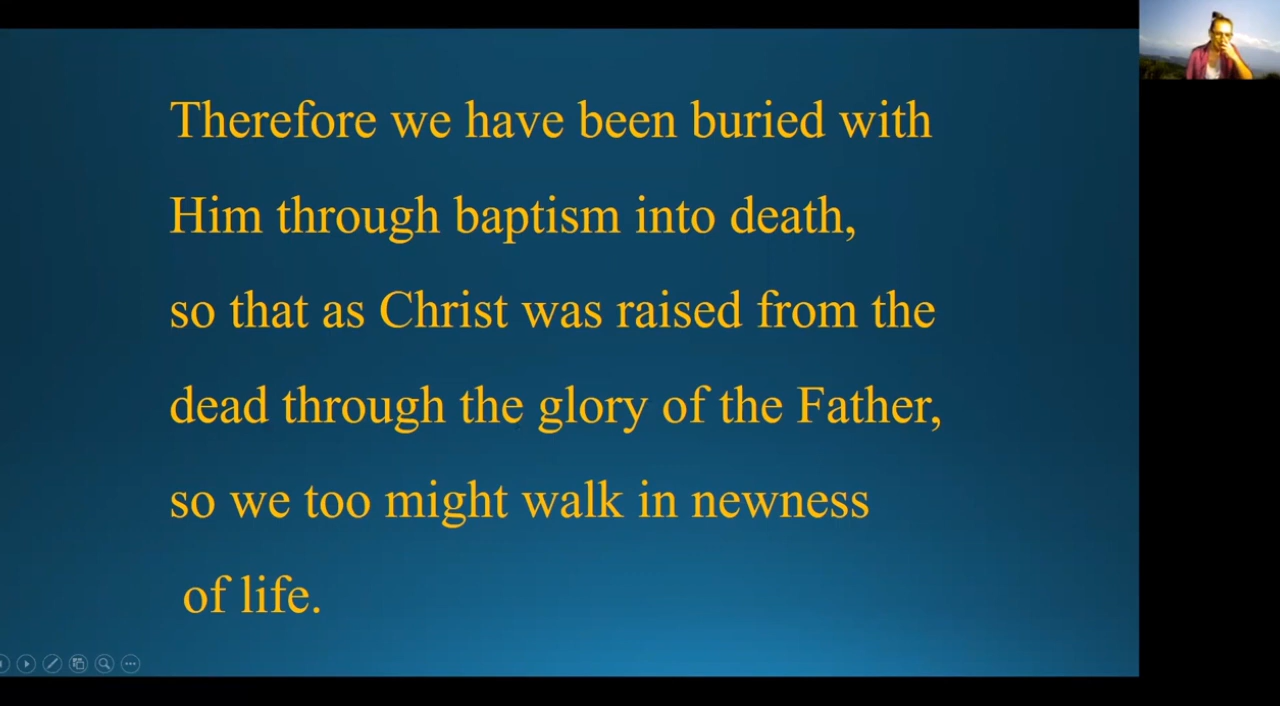 Therefore we have been buried with
Him through baptism into death,
so that as Christ was raised from the
dead through the glory of the Father,
so we too might walk in newness
of life.